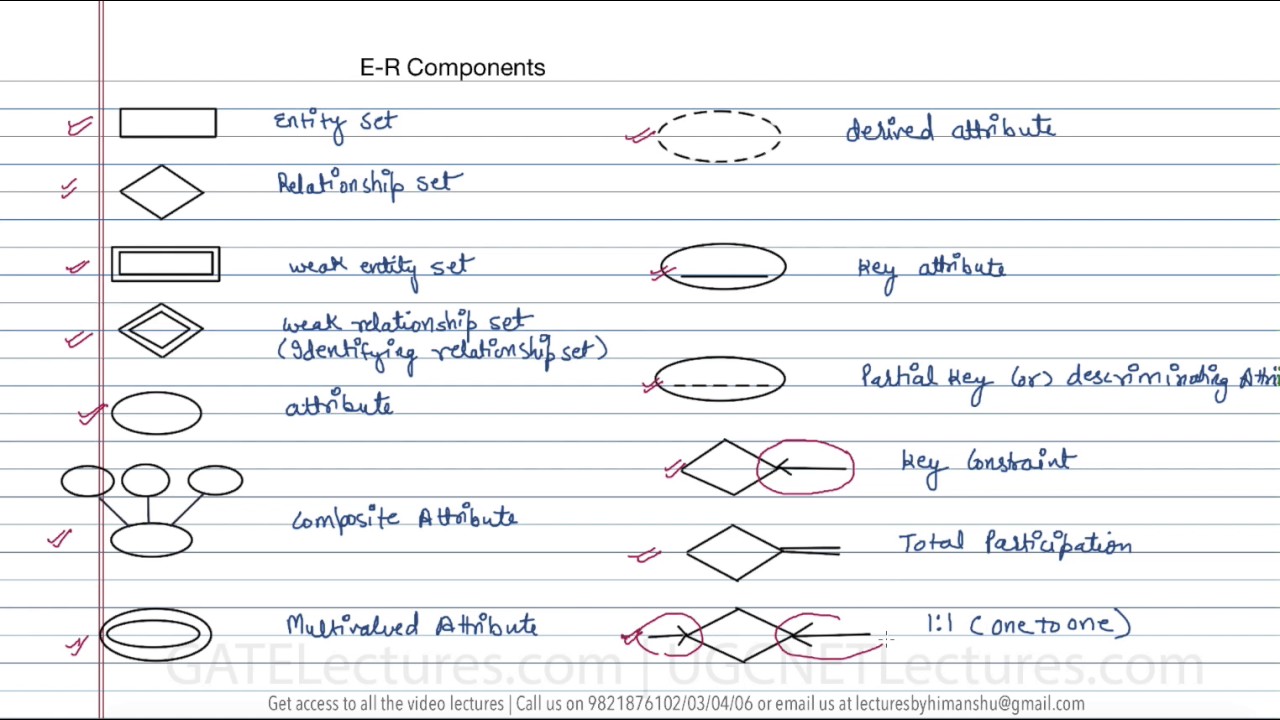 E-R Components
Entity Set
Relationship Set
weak entity set
weak relationship set
(Identifying relationship set)
attribute
Composite Attribute
Multivalued Attribute
derived attribute
Key attribute
Partial Key (or) descriminating Attri
Key Constraint
Total Participation
1:1 (one to one)
GATELectures.com | UGCNETLectures.com
Get access to all the video lectures | Call us on 9821876102/03/04/06 or email us at lecturesbyhimanshu@gmail.com